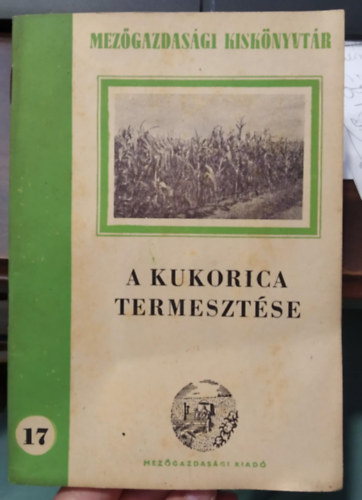 MEZŐGAZDASÁGI KISKÖNYVTÁR
A KUKORICA
TERMESZTÉSE
17
MEZŐGAZDASÁGI KIADÓ